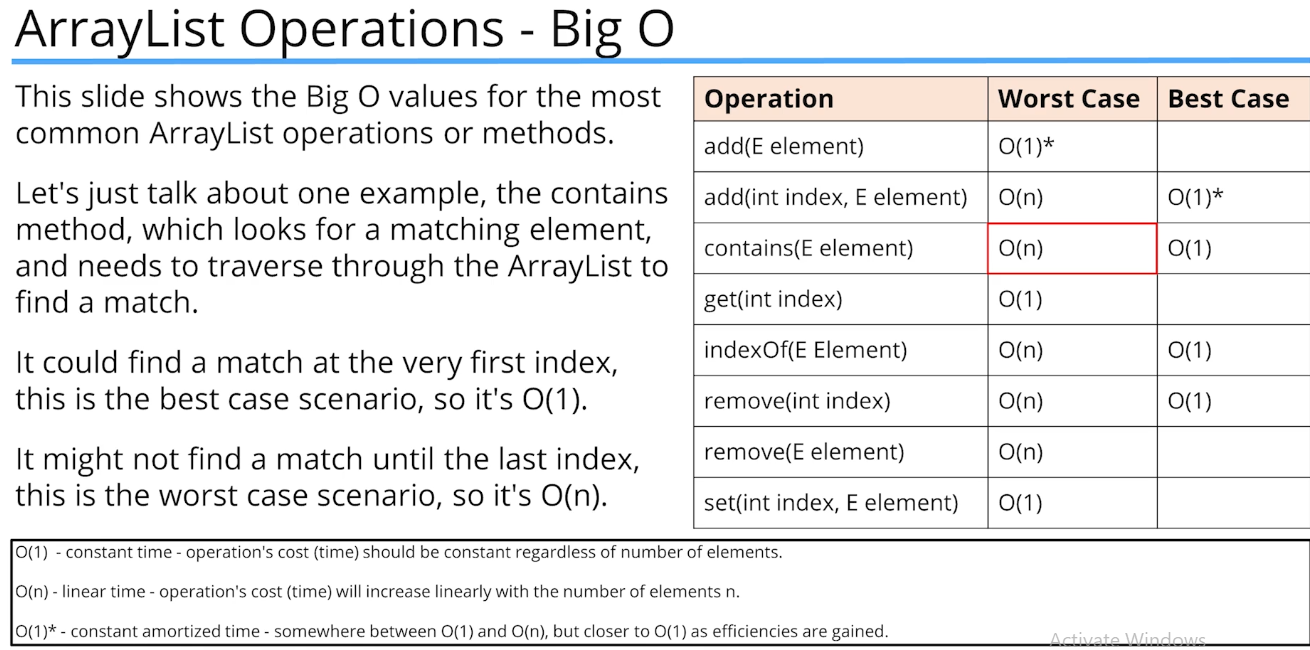 ArrayList Operations - Big O
This slide shows the Big O values for the most
common ArrayList operations or methods.
Let's just talk about one example, the contains
method, which looks for a matching element,
and needs to traverse through the ArrayList to
find a match.
It could find a match at the very first index,
this is the best case scenario, so it's O(1).
It might not find a match until the last index,
this is the worst case scenario, so it's O(n).
Operation Worst Case Best Case
add(E element) O(1)*
add(int index, E element) O(n) O(1)*
contains(E element) O(n) O(1)
get(int index) O(1)
indexOf(E Element) O(n) O(1)
remove(int index) O(n) O(1)
remove(E element) O(n)
set(int index, E element) O(1)
O(1) - constant time - operation's cost (time) should be constant regardless of number of elements.
O(n) - linear time - operation's cost (time) will increase linearly with the number of elements n.
O(1)* - constant amortized time - somewhere between O(1) and O(n), but closer to O(1) as efficiencies are gained.
Activate Windows